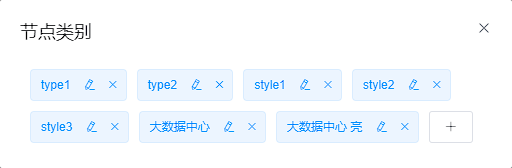 节点类别
type1 type2 style1 style2
style3 大数据中心 大数据中心 亮